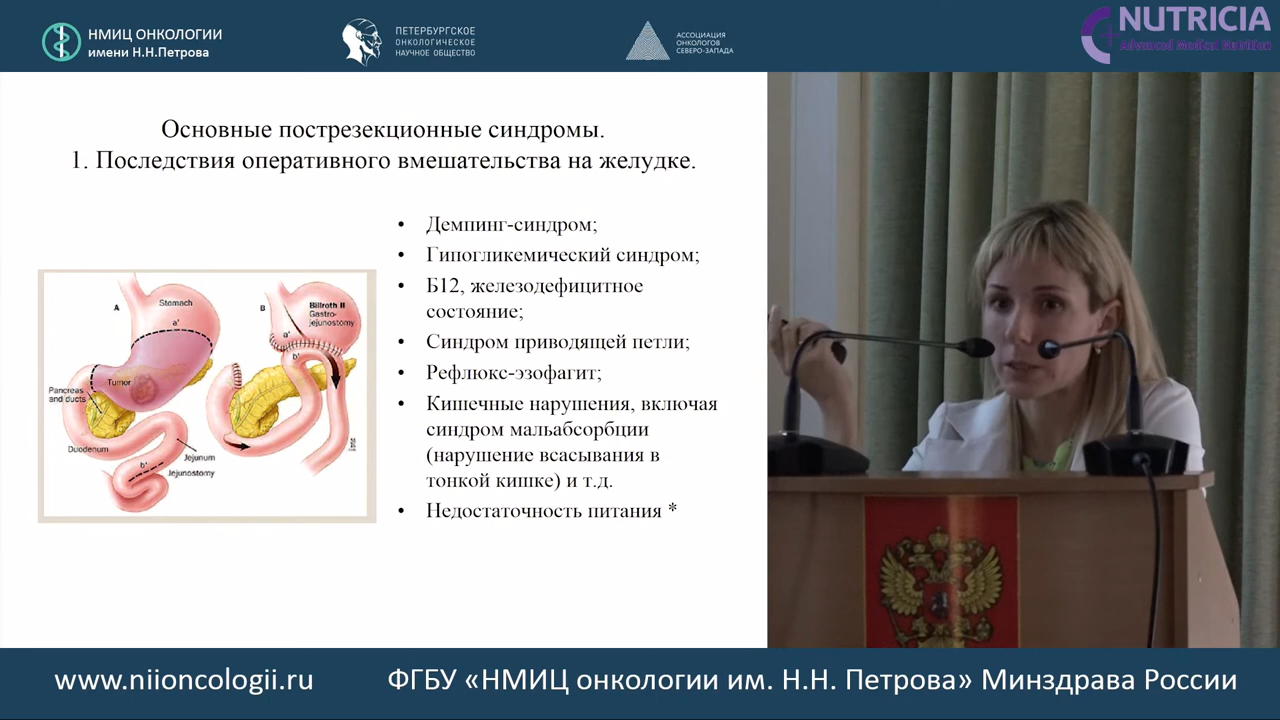 НМИЦ ОНКОЛОГИИ
имени Н.Н.Петрова
ПЕТЕРБУРГСКОЕ
ОНКОЛОГИЧЕСКОЕ
НАУЧНОЕ ОБЩЕСТВО
АССОЦИАЦИЯ
ОНКОЛОГОВ
СЕВЕРО-ЗАПАДА
NUTRICIA
Advanced Medical Nutrition
Основные пострезекционные синдромы.
1. Последствия оперативного вмешательства на желудке.
A
Stomach
a'
Tumor
Pancreas
and ducts
Duodenum
Jejunum
b'
Jejunostomy
B
Billroth II
Gastro-
jejunostomy
a'
b'
• Демпинг-синдром;
• Гипогликемический синдром;
• Б12, железодефицитное
состояние;
• Синдром приводящей петли;
• Рефлюкс-эзофагит;
• Кишечные нарушения, включая
синдром мальабсорбции
(нарушение всасывания в
тонкой кишке) и т.д.
• Недостаточность питания *
www.niioncologii.ru
ФГБУ «НМИЦ онкологии им. Н.Н. Петрова» Минздрава России